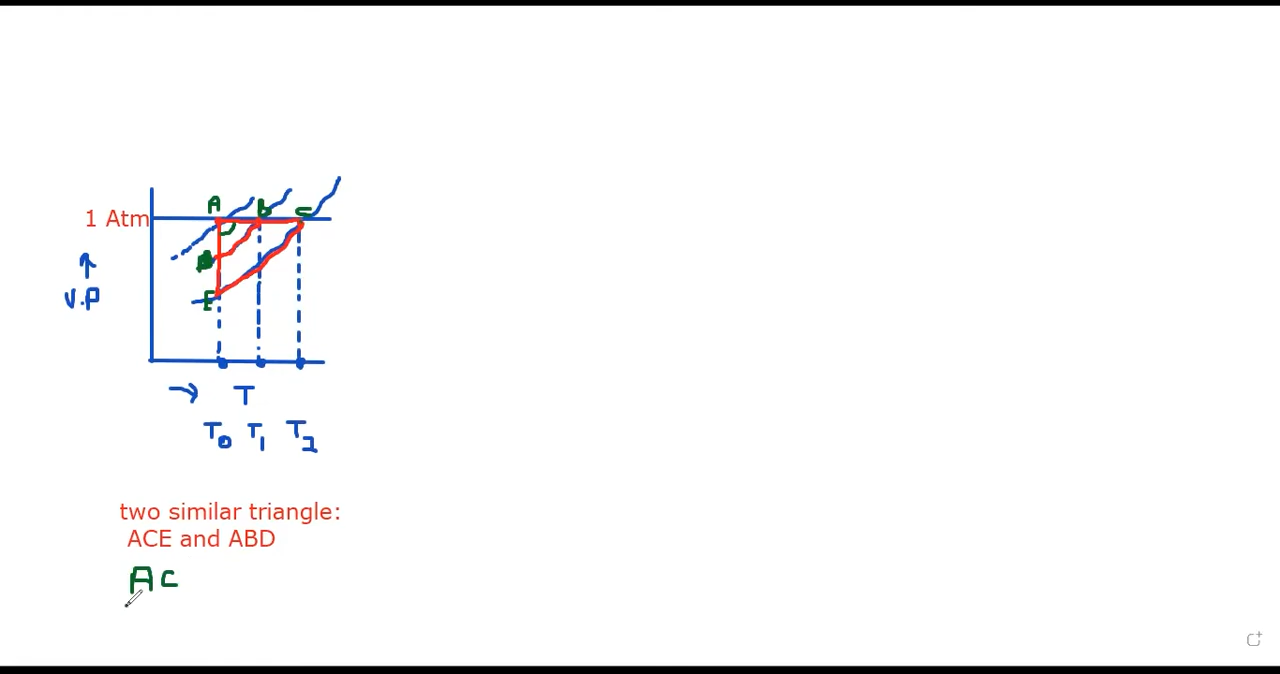 A B C
1 Atm
E
V.P
T
T0 T1 T2
two similar triangle:
ACE and ABD
AC